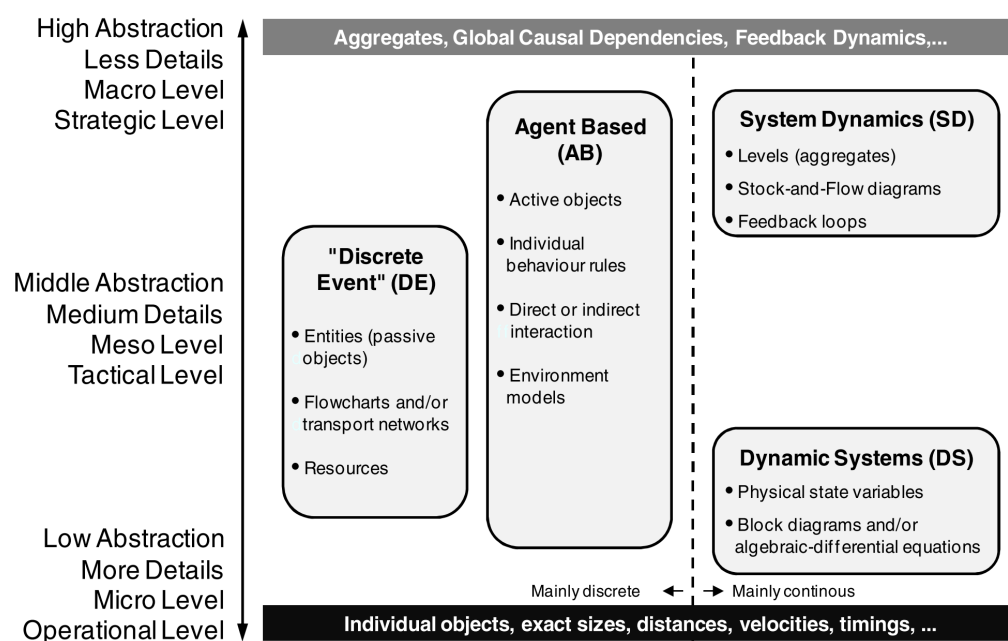 High Abstraction
Less Details
Macro Level
Strategic Level
Middle Abstraction
Medium Details
Meso Level
Tactical Level
Low Abstraction
More Details
Micro Level
Operational Level
Aggregates, Global Causal Dependencies, Feedback Dynamics,...
"Discrete
Event" (DE)
• Entities (passive
objects)
• Flowcharts and/or
transport networks
• Resources
Agent Based
(AB)
• Active objects
• Individual
behaviour rules
• Direct or indirect
interaction
• Environment
models
System Dynamics (SD)
• Levels (aggregates)
• Stock-and-Flow diagrams
• Feedback loops
Dynamic Systems (DS)
• Physical state variables
• Block diagrams and/or
algebraic-differential equations
Mainly discrete
Mainly continous
Individual objects, exact sizes, distances, velocities, timings, ...